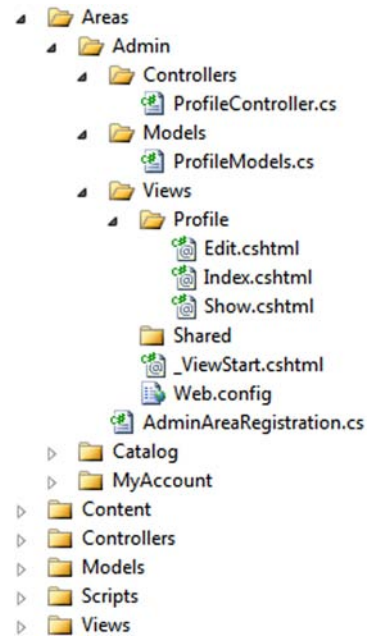 Areas
Admin
Controllers
ProfileController.cs
Models
ProfileModels.cs
Views
Profile
Edit.cshtml
Index.cshtml
Show.cshtml
Shared
_ViewStart.cshtml
Web.config
AdminAreaRegistration.cs
Catalog
MyAccount
Content
Controllers
Models
Scripts
Views